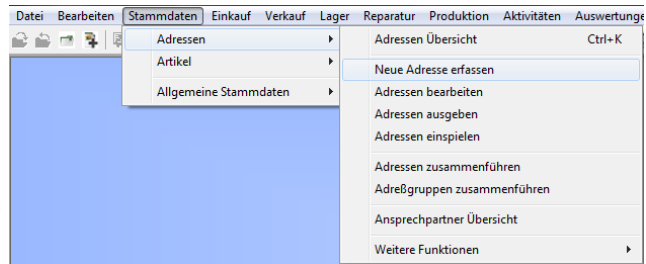 Datei Bearbeiten Stammdaten Einkauf Verkauf Lager Reparatur Produktion Aktivitäten Auswertunge
Adressen
Artikel
Allgemeine Stammdaten
Adressen Übersicht Ctrl+K
Neue Adresse erfassen
Adressen bearbeiten
Adressen ausgeben
Adressen einspielen
Adressen zusammenführen
Adreßgruppen zusammenführen
Ansprechpartner Übersicht
Weitere Funktionen